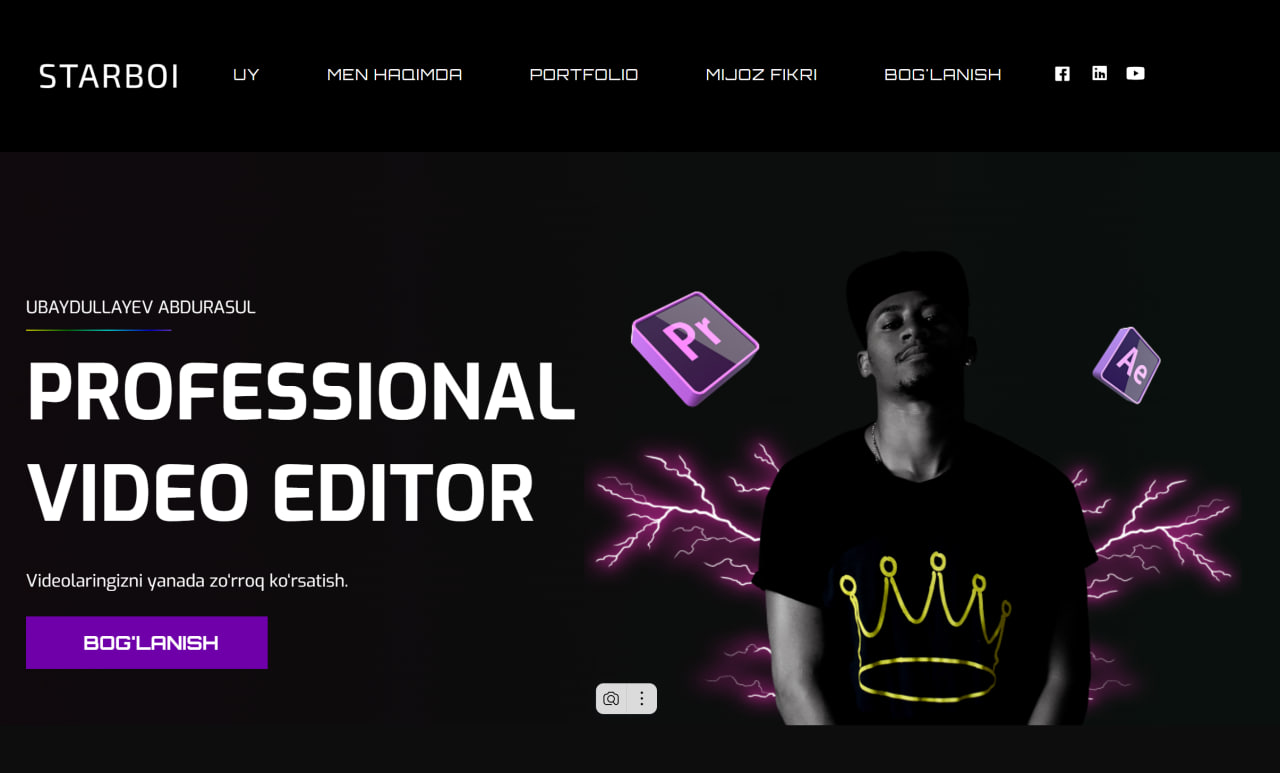 STARBOI
UY
MEN HAQIMDA
PORTFOLIO
MIJOZ FIKRI
BOG'LANISH
UBAYDULLAYEV ABDURASUL
PROFESSIONAL
VIDEO EDITOR
Videolaringizni yanada zo‘rroq ko‘rsatish.
BOG'LANISH
Pr
Ae